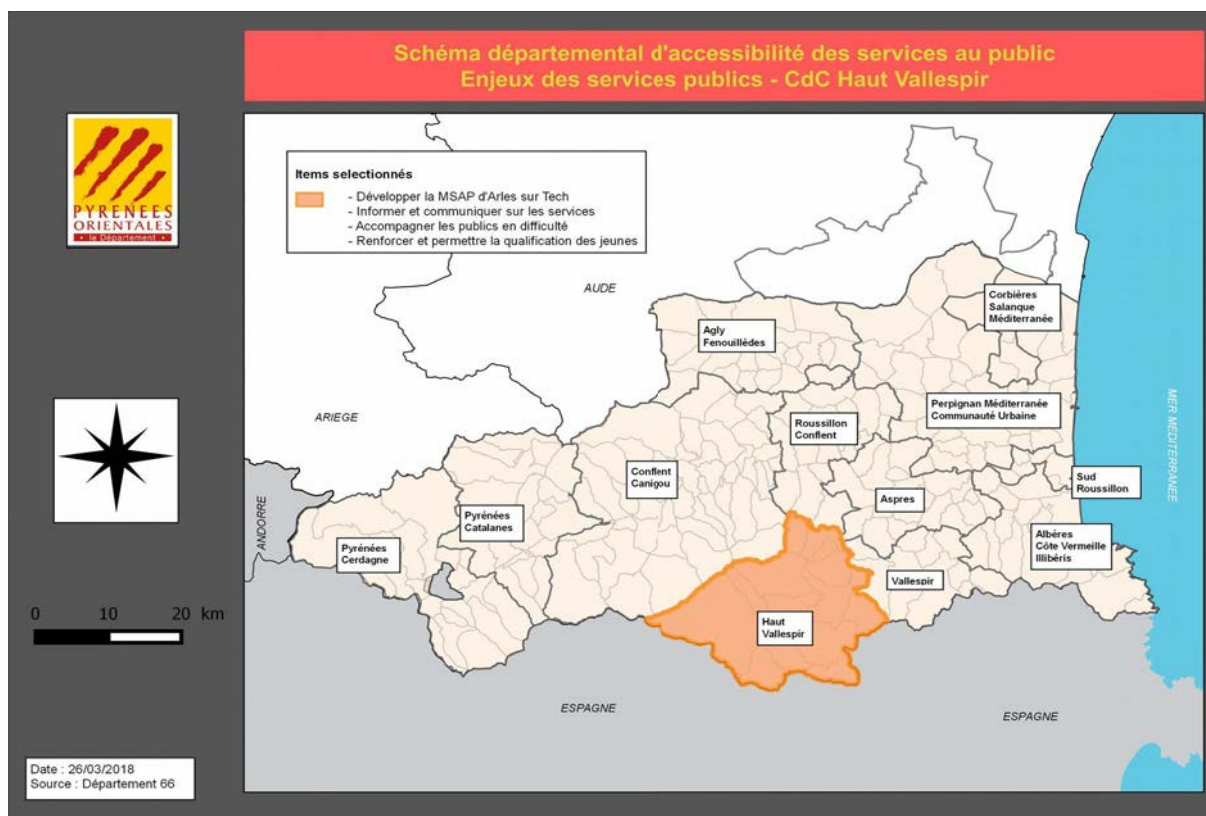 Schéma départemental d'accessibilité des services au public
Enjeux des services publics - CdC Haut Vallespir
PYRENEES
ORIENTALES
• le Département •
Items selectionnés
- Développer la MSAP d'Arles sur Tech
- Informer et communiquer sur les services
- Accompagner les publics en difficulté
- Renforcer et permettre la qualification des jeunes
AUDE
Corbières
Salanque
Méditerranée
Agly
Fenouillèdes
ARIEGE
Roussillon
Conflent
Perpignan Méditerranée
Communauté Urbaine
MER MEDITERRANEE
Conflent
Canigou
Sud
Roussillon
Aspres
ANDORRE
Pyrénées
Catalanes
Albères
Côte Vermeille
Illibéris
Pyrénées
Cerdagne
Vallespir
Haut
Vallespir
0 10 20 km
ESPAGNE
ESPAGNE
Date : 26/03/2018
Source : Département 66